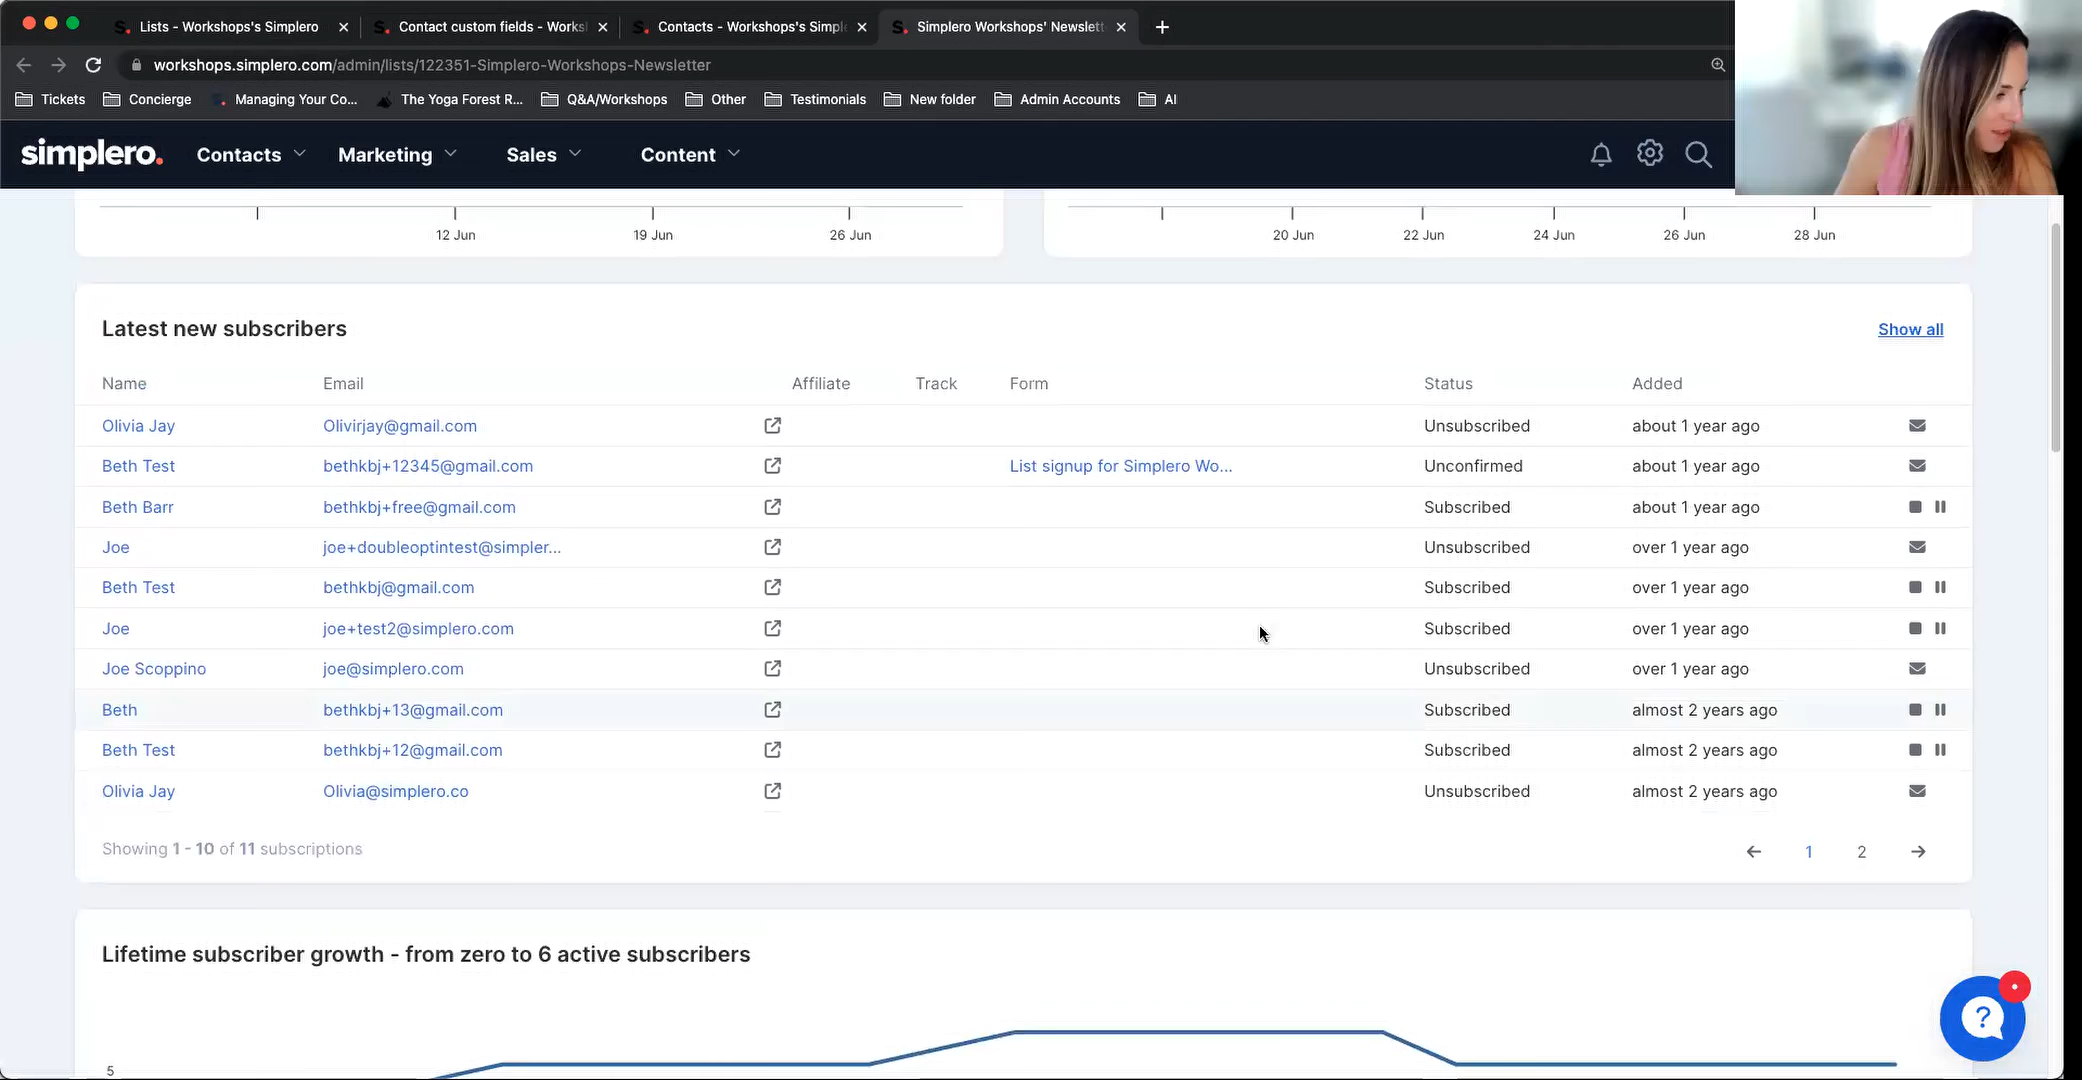 Lists - Workshops's Simplero
Contact custom fields - Works
Contacts - Workshops's Simpl
Simplero Workshops' Newslett
workshops.simplero.com/admin/lists/122351-Simplero-Workshops-Newsletter
Tickets Concierge Managing Your Co... The Yoga Forest R... Q&A/Workshops Other Testimonials New folder Admin Accounts AI
simplero. Contacts Marketing Sales Content
12 Jun 19 Jun 26 Jun 20 Jun 22 Jun 24 Jun 26 Jun 28 Jun
Latest new subscribers Show all
Name Email Affiliate Track Form Status Added
Olivia Jay Olivirjay@gmail.com Unsubscribed about 1 year ago
Beth Test bethkbj+12345@gmail.com List signup for Simplero Wo... Unconfirmed about 1 year ago
Beth Barr bethkbj+free@gmail.com Subscribed about 1 year ago
Joe joe+doubleoptintest@simpler... Unsubscribed over 1 year ago
Beth Test bethkbj@gmail.com Subscribed over 1 year ago
Joe joe+test2@simplero.com Subscribed over 1 year ago
Joe Scoppino joe@simplero.com Unsubscribed over 1 year ago
Beth bethkbj+13@gmail.com Subscribed almost 2 years ago
Beth Test bethkbj+12@gmail.com Subscribed almost 2 years ago
Olivia Jay Olivia@simplero.co Unsubscribed almost 2 years ago
Showing 1 - 10 of 11 subscriptions 1 2
Lifetime subscriber growth - from zero to 6 active subscribers
5